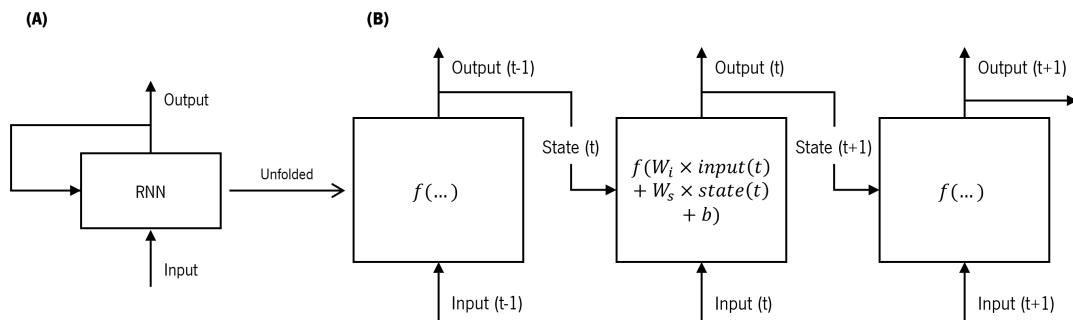 (A)
Output
RNN
Input
Unfolded
(B)
Output (t-1)
State (t)
f(...)
Input (t-1)
Output (t)
State (t+1)
f(W_i × input(t)
+ W_s × state(t)
+ b)
Input (t)
Output (t+1)
f(...)
Input (t+1)